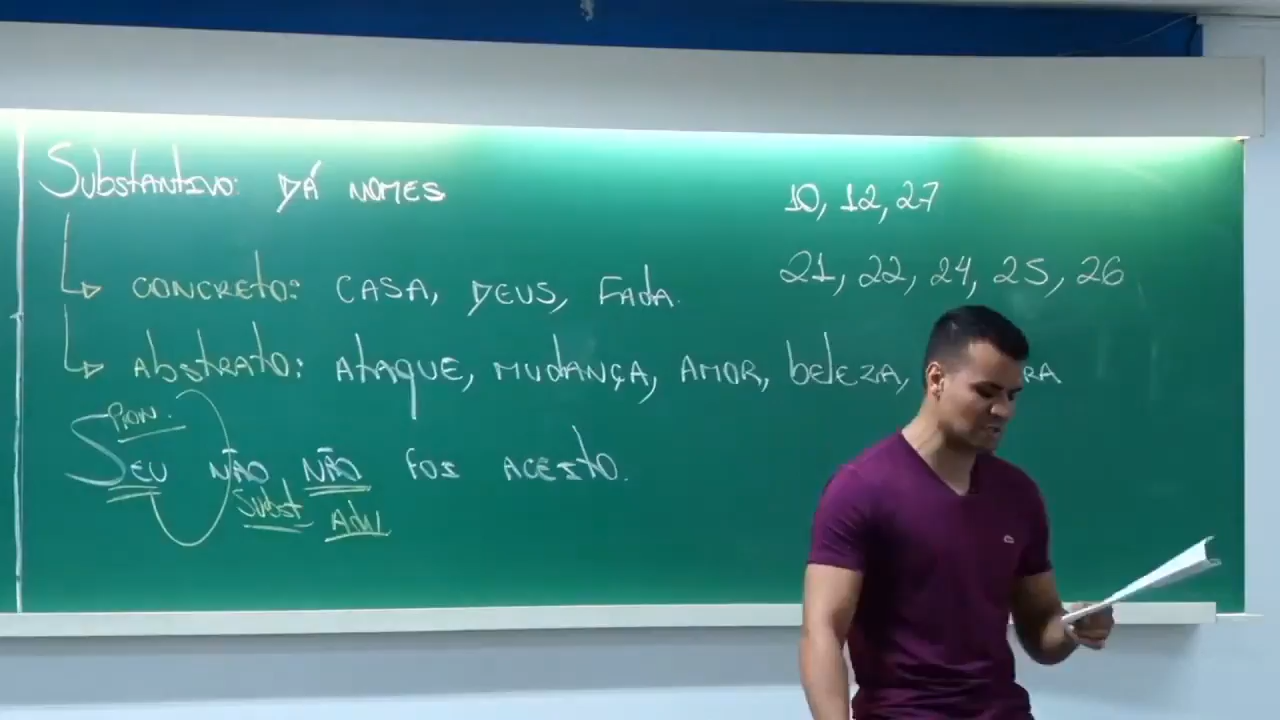 Substantivo: dá nomes
10, 12, 27
Concreto: casa, Deus, fada.
21, 22, 24, 25, 26
Abstrato: ataque, mudança, amor, beleza,
Pron.
Seu não não foi aceito.
Subst Adv